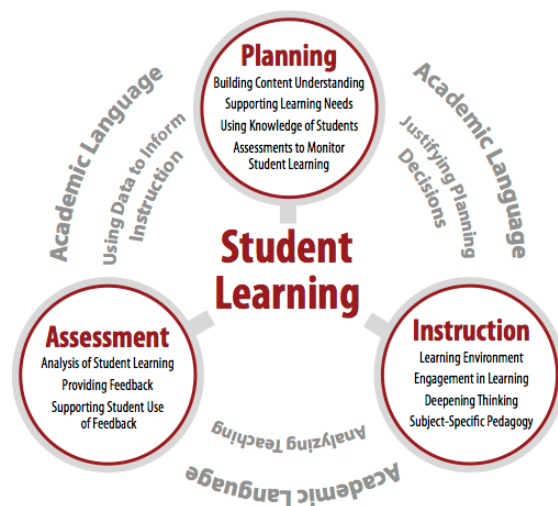 Planning
Building Content Understanding
Supporting Learning Needs
Using Knowledge of Students
Assessments to Monitor
Student Learning
Academic Language
Using Data to Inform
Instruction
Academic Language
Justifying Planning
Decisions
Student
Learning
Assessment
Analysis of Student Learning
Providing Feedback
Supporting Student Use
of Feedback
Instruction
Learning Environment
Engagement in Learning
Deepening Thinking
Subject-Specific Pedagogy
Analyzing Teaching
Academic Language